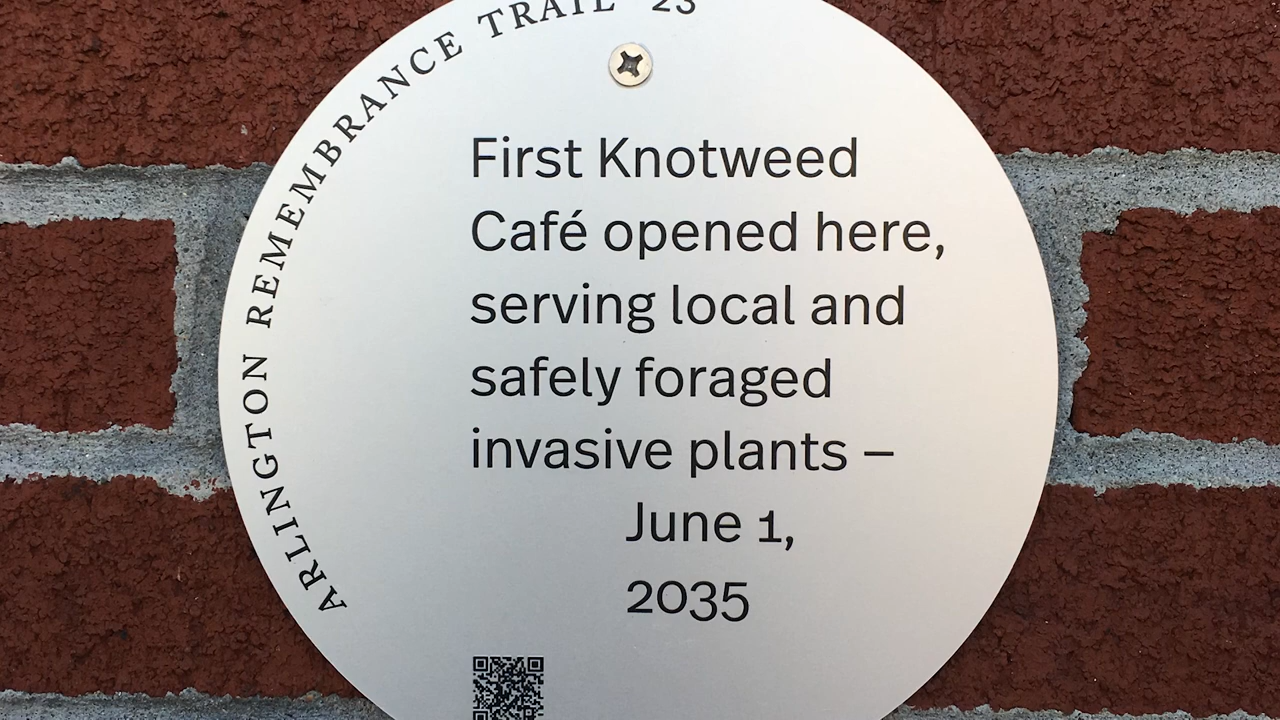 ARLINGTON REMEMBRANCE TRAIL 23
First Knotweed
Café opened here,
serving local and
safely foraged
invasive plants –
June 1,
2035